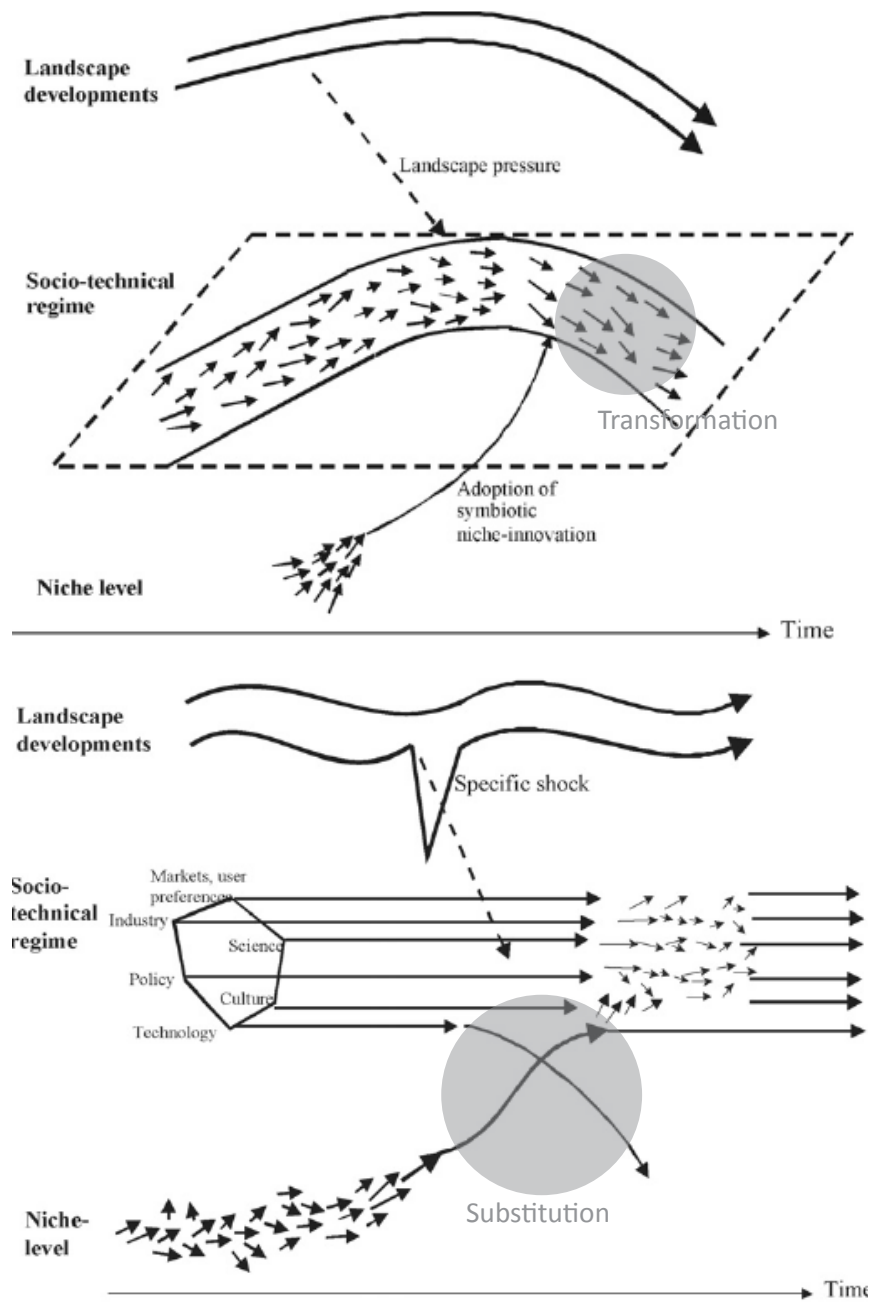 Landscape
developments
Landscape pressure
Socio-technical
regime
Transformation
Adoption of
symbiotic
niche-innovation
Niche level
Time
Landscape
developments
Specific shock
Socio-
technical
regime
Markets, user
preferences
Industry
Science
Policy
Culture
Technology
Substitution
Niche-
level
Time